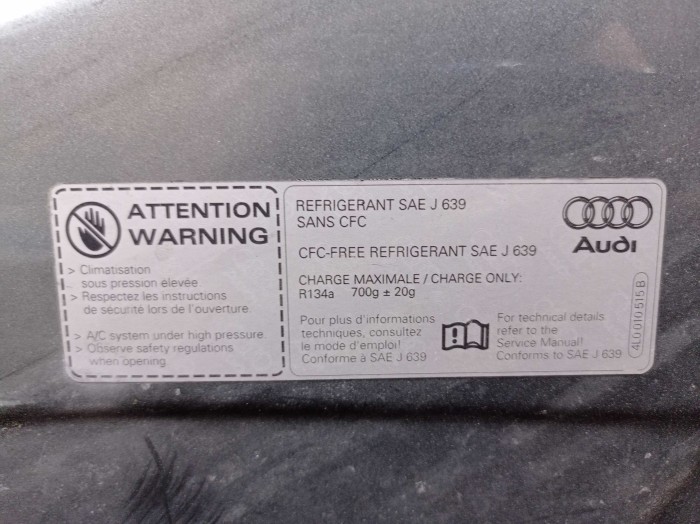 ATTENTION
WARNING
> Climatisation
sous pression élevée
> Respectez les instructions
de sécurité lors de l'ouverture.
> A/C system under high pressure.
> Observe safety regulations
when opening.
REFRIGERANT SAE J 639
SANS CFC
CFC-FREE REFRIGERANT SAE J 639
CHARGE MAXIMALE / CHARGE ONLY:
R134a 700g ± 20g
Pour plus d'informations
techniques, consultez
le mode d'emploi!
Conforme à SAE J 639
For technical details
refer to the
Service Manual!
Conforms to SAE J 639
Audi
4L0 010 515 B